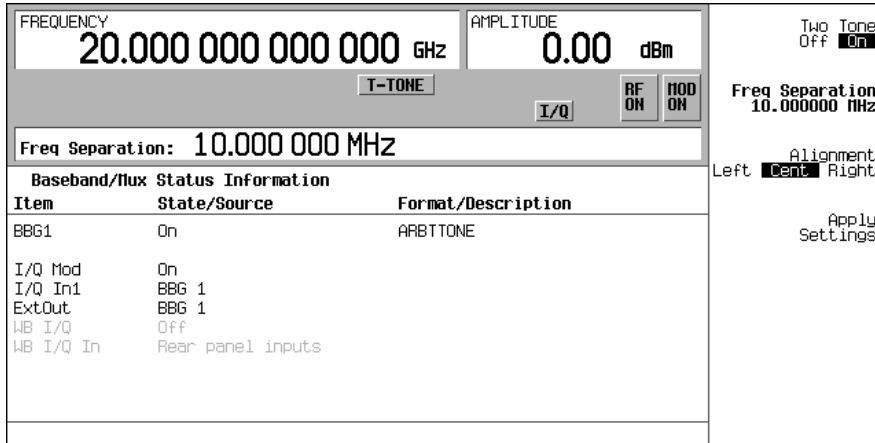 FREQUENCY
20.000 000 000 000 GHz
AMPLITUDE
0.00 dBm
T-TONE
I/Q
RF ON
MOD ON
Freq Separation: 10.000 000 MHz
Baseband/Mux Status Information
Item State/Source Format/Description
BBG1 On ARBTTONE
I/Q Mod On
I/Q In1 BBG 1
ExtOut BBG 1
WB I/Q Off
WB I/Q In Rear panel inputs
Two Tone
Off On
Freq Separation
10.000000 MHz
Alignment
Left Cent Right
Apply
Settings